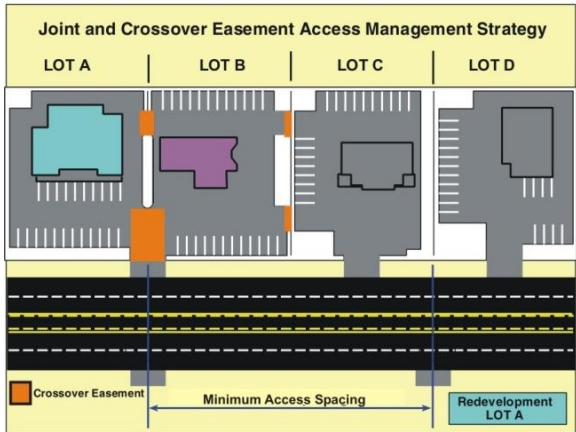 Joint and Crossover Easement Access Management Strategy
LOT A
LOT B
LOT C
LOT D
Crossover Easement
Minimum Access Spacing
Redevelopment
LOT A